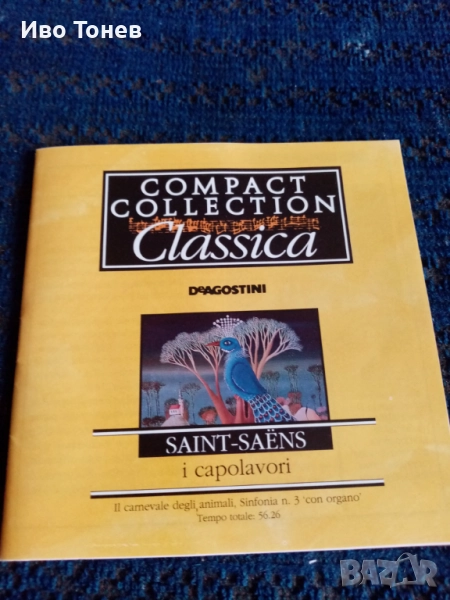 Иво Тонев
COMPACT
COLLECTION
Classica
DeAGOSTINI
SAINT-SAËNS
i capolavori
Il carnevale degli animali, Sinfonia n. 3 'con organo'
Tempo totale: 56.26
BAZAR